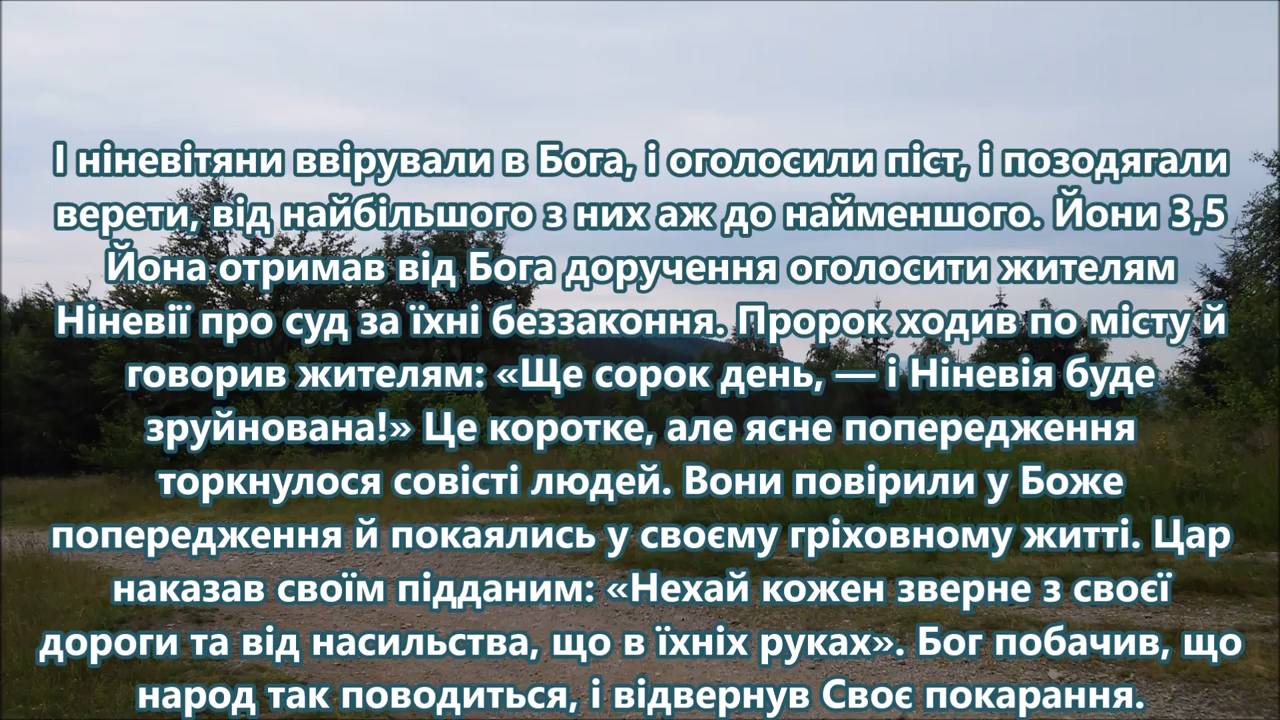 І ніневітяни ввірували в Бога, і оголосили піст, і позодягали
верети, від найбільшого з них аж до найменшого. Йони 3,5
Йона отримав від Бога доручення оголосити жителям
Ніневії про суд за їхні беззаконня. Пророк ходив по місту й
говорив жителям: «Ще сорок день, — і Ніневія буде
зруйнована!» Це коротке, але ясне попередження
торкнулося совісті людей. Вони повірили у Боже
попередження й покаялись у своєму гріховному житті. Цар
наказав своїм підданим: «Нехай кожен зверне з своєї
дороги та від насильства, що в їхніх руках». Бог побачив, що
народ так поводиться, і відвернув Своє покарання.